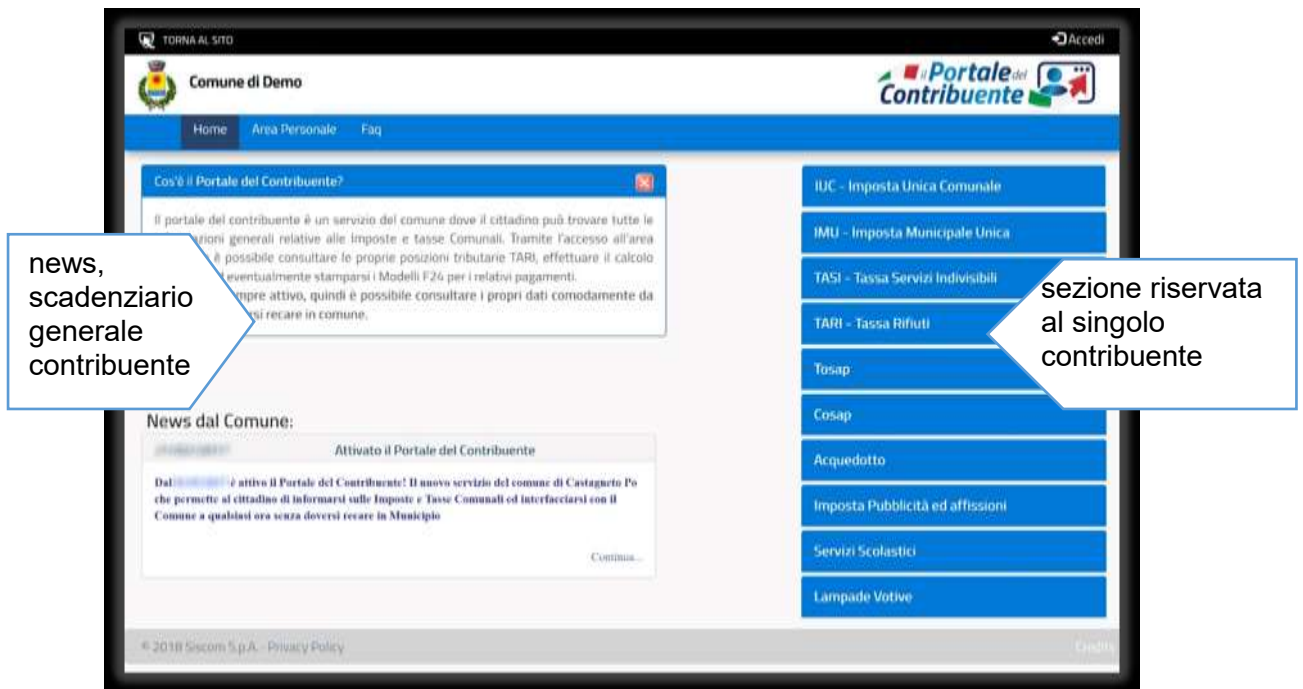 TORNA AL SITO
Accedi
Comune di Demo
il Portale del
Contribuente
Home Area Personale Faq
Cos'è il Portale del Contribuente?
Il portale del contribuente è un servizio del comune dove il cittadino può trovare tutte le
generali relative alle Imposte e tasse Comunali. Tramite l'accesso all'area
è possibile consultare le proprie posizioni tributarie TARI, effettuare il calcolo
eventualmente stamparsi i Modelli F24 per i relativi pagamenti.
attivo, quindi è possibile consultare i propri dati comodamente da
recare in comune.
news,
scadenziario
generale
contribuente
News dal Comune:
Attivato il Portale del Contribuente
Dal è attivo il Portale del Contribuente! Il nuovo servizio del comune di Castagneto Po
che permette al cittadino di informarsi sulle Imposte e Tasse Comunali ed interfacciarsi con il
Comune a qualsiasi ora senza doversi recare in Municipio
Continua...
IUC - Imposta Unica Comunale
IMU - Imposta Municipale Unica
TASI - Tassa Servizi Indivisibili
TARI - Tassa Rifiuti
Tosap
Cosap
Acquedotto
Imposta Pubblicità ed affissioni
Servizi Scolastici
Lampade Votive
sezione riservata
al singolo
contribuente
© 2018 Siscom S.p.A. - Privacy Policy
Credits